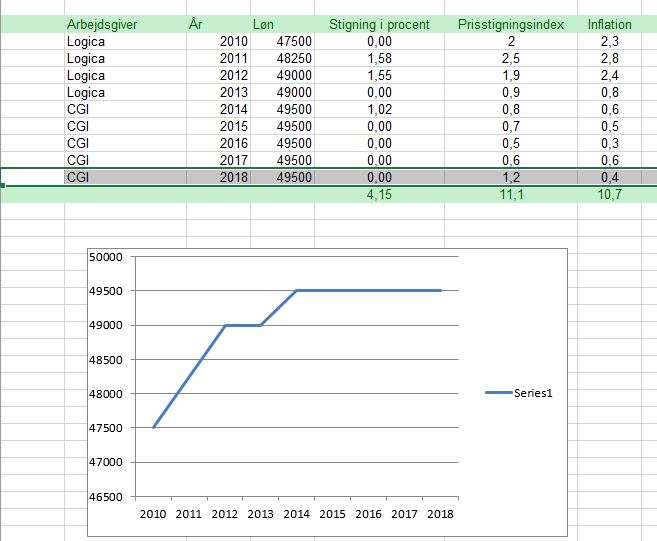 Arbejdsgiver År Løn Stigning i procent Prisstigningsindex Inflation
Logica 2010 47500 0,00 2 2,3
Logica 2011 48250 1,58 2,5 2,8
Logica 2012 49000 1,55 1,9 2,4
Logica 2013 49000 0,00 0,9 0,8
CGI 2014 49500 1,02 0,8 0,6
CGI 2015 49500 0,00 0,7 0,5
CGI 2016 49500 0,00 0,5 0,3
CGI 2017 49500 0,00 0,6 0,6
CGI 2018 49500 0,00 1,2 0,4
4,15 11,1 10,7
50000
49500
49000
48500
48000
47500
47000
46500
2010 2011 2012 2013 2014 2015 2016 2017 2018
Series1